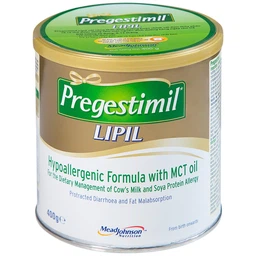 Pregestimil
LIPIL
Hypoallergenic Formula with MCT oil
For the Dietary Management of Cow's Milk and Soya Protein Allergy
Protracted Diarrhoea and Fat Malabsorption
400g e
MeadJohnson
Nutrition